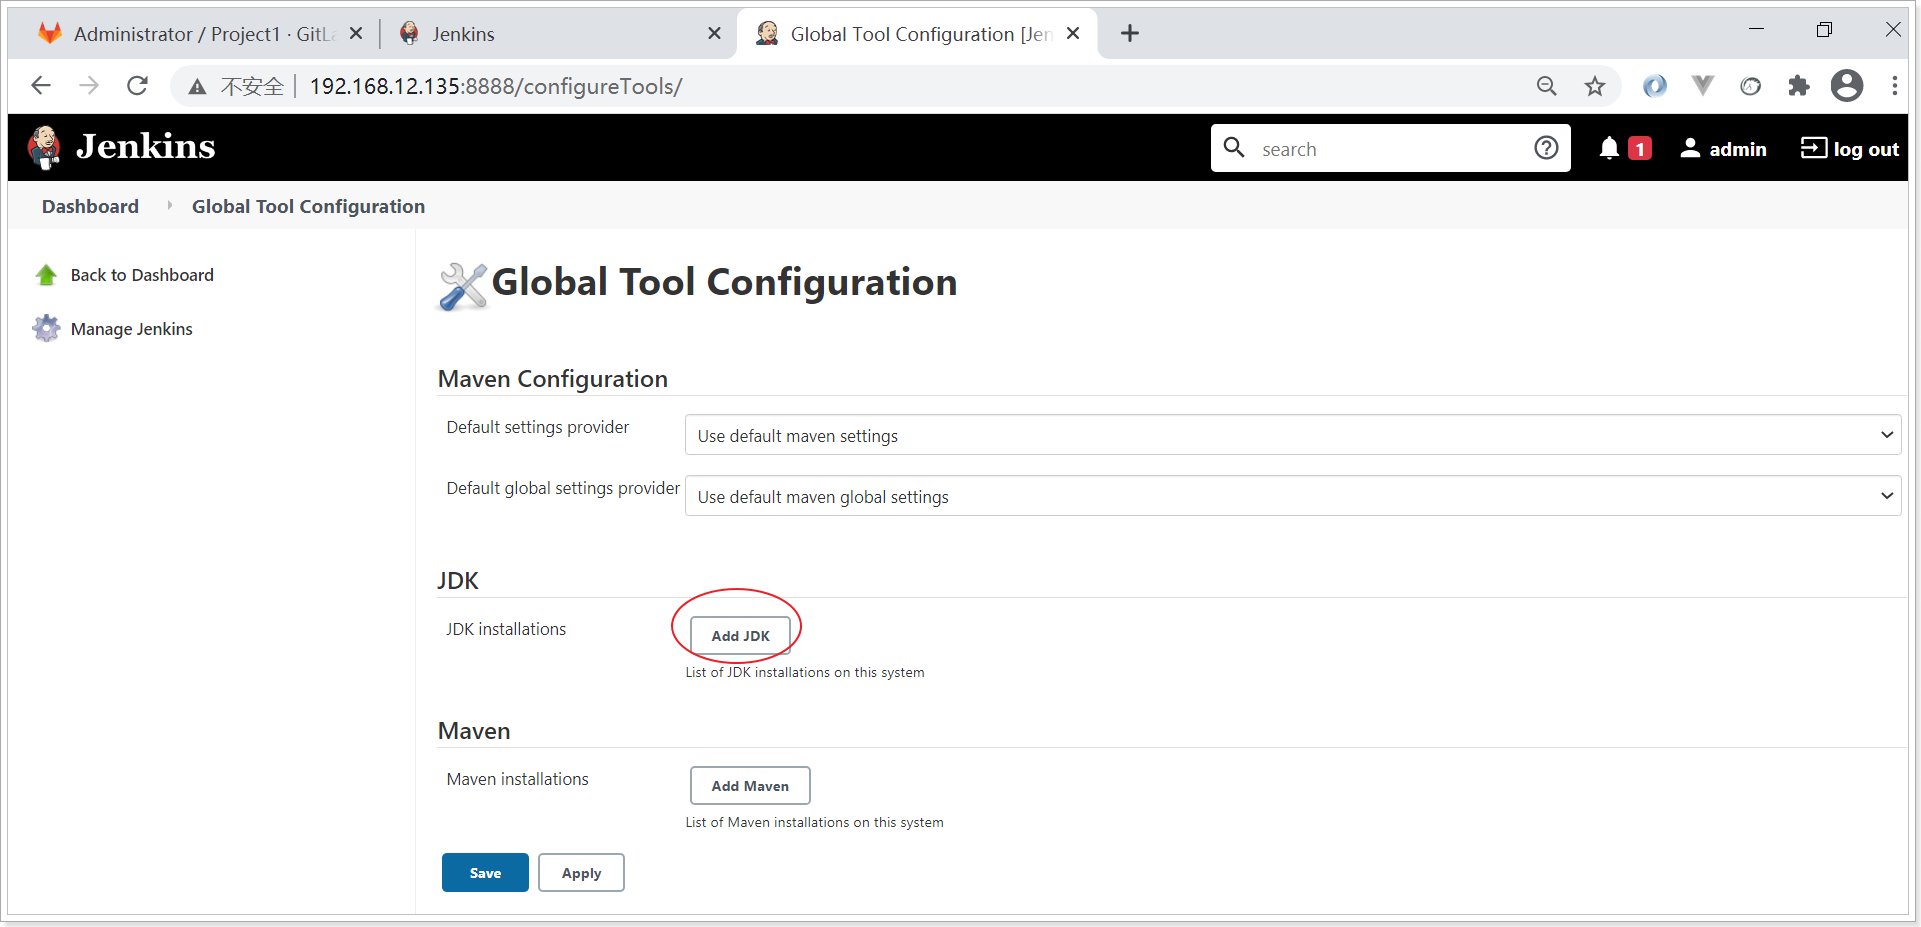 Administrator / Project1 · GitLa
Jenkins
Global Tool Configuration [Jen
不安全
192.168.12.135:8888/configureTools/
Jenkins
search
1
admin
log out
Dashboard
Global Tool Configuration
Back to Dashboard
Manage Jenkins
Global Tool Configuration
Maven Configuration
Default settings provider
Use default maven settings
Default global settings provider
Use default maven global settings
JDK
JDK installations
Add JDK
List of JDK installations on this system
Maven
Maven installations
Add Maven
List of Maven installations on this system
Save
Apply